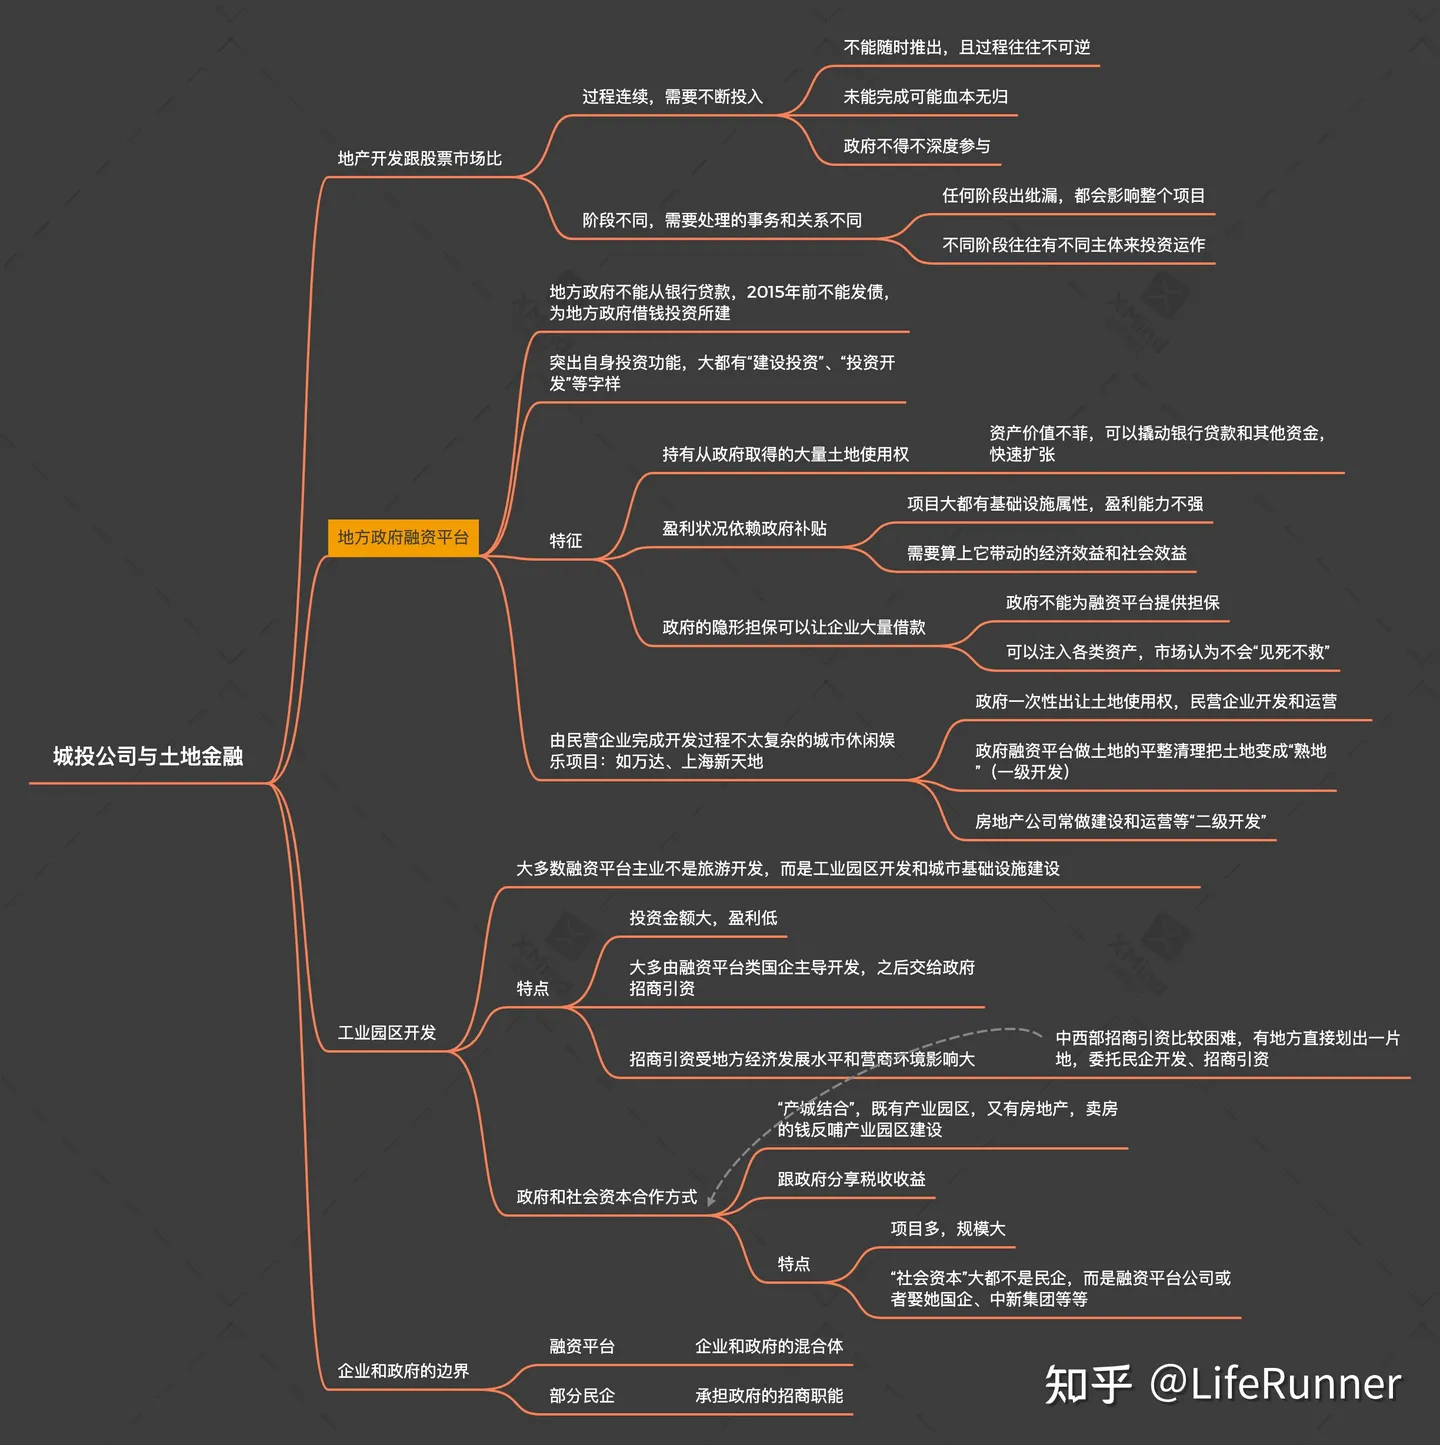 不能随时推出，且过程往往不可逆
过程连续，需要不断投入
未能完成可能血本无归
政府不得不深度参与
地产开发跟股票市场比
任何阶段出纰漏，都会影响整个项目
阶段不同，需要处理的事务和关系不同
不同阶段往往有不同主体来投资运作
地方政府不能从银行贷款，2015年前不能发债，
为地方政府借钱投资所建
突出自身投资功能，大都有“建设投资”、“投资开
发”等字样
持有从政府取得的大量土地使用权
资产价值不菲，可以撬动银行贷款和其他资金，
快速扩张
地方政府融资平台
特征
盈利状况依赖政府补贴
项目大都有基础设施属性，盈利能力不强
需要算上它带动的经济效益和社会效益
政府的隐形担保可以让企业大量借款
政府不能为融资平台提供担保
可以注入各类资产，市场认为不会“见死不救”
由民营企业完成开发过程不太复杂的城市休闲娱
乐项目：如万达、上海新天地
政府一次性出让土地使用权，民营企业开发和运营
政府融资平台做土地的平整清理把土地变成“熟地
”（一级开发）
房地产公司常做建设和运营等“二级开发”
城投公司与土地金融
大多数融资平台主业不是旅游开发，而是工业园区开发和城市基础设施建设
投资金额大，盈利低
特点
大多由融资平台类国企主导开发，之后交给政府
招商引资
工业园区开发
招商引资受地方经济发展水平和营商环境影响大
中西部招商引资比较困难，有地方直接划出一片
地，委托民企开发、招商引资
“产城结合”，既有产业园区，又有房地产，卖房
的钱反哺产业园区建设
政府和社会资本合作方式
跟政府分享税收收益
特点
项目多，规模大
“社会资本”大都不是民企，而是融资平台公司或
者娶她国企、中新集团等等
企业和政府的边界
融资平台
企业和政府的混合体
部分民企
承担政府的招商职能
知乎 @LifeRunner
XMind
XMind
XMind
XMind